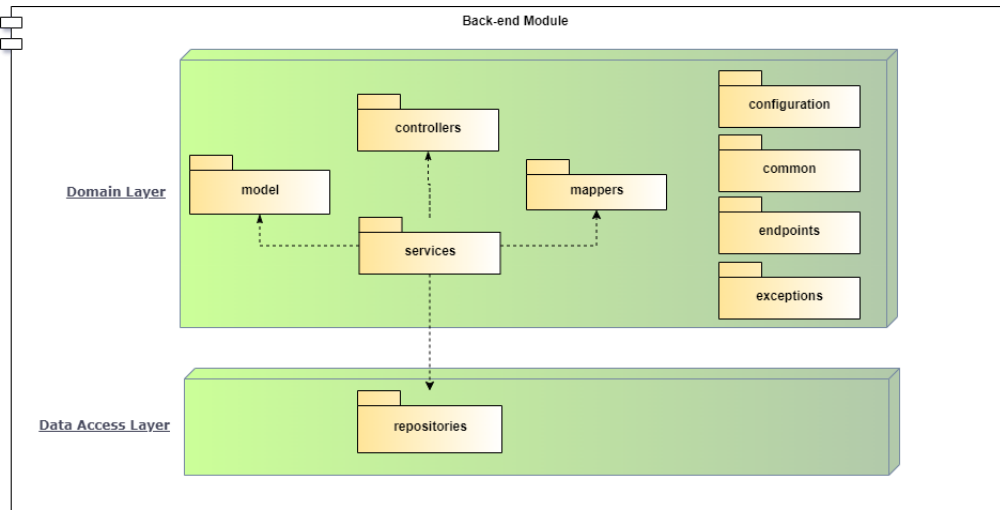 Back-end Module
configuration
controllers
common
Domain Layer
model
mappers
endpoints
services
exceptions
Data Access Layer
repositories